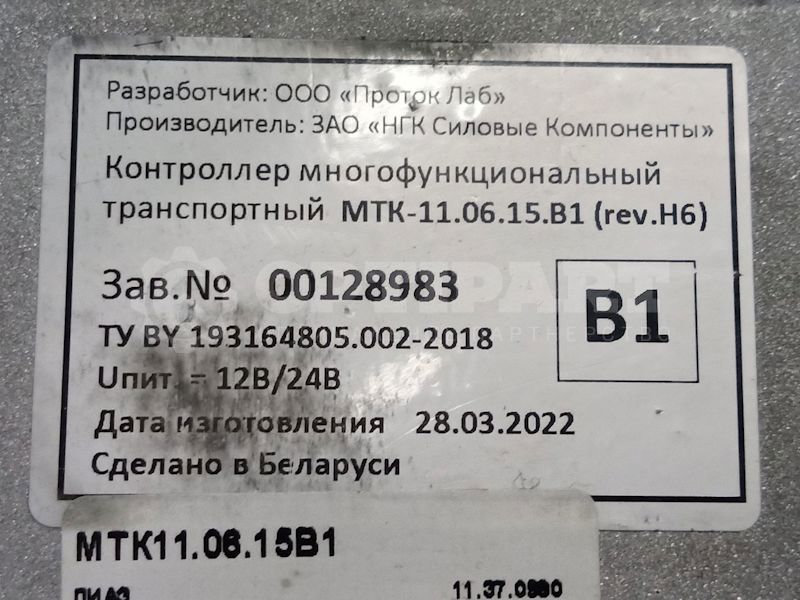 Разработчик: ООО «Проток Лаб»
Производитель: ЗАО «НГК Силовые Компоненты»
Контроллер многофункциональный
транспортный МТК-11.06.15.В1 (rev.H6)
Зав.№ 00128983
В1
ТУ BY 193164805.002-2018
Uпит. = 12В/24В
Дата изготовления 28.03.2022
Сделано в Беларуси
МТК11.06.15В1